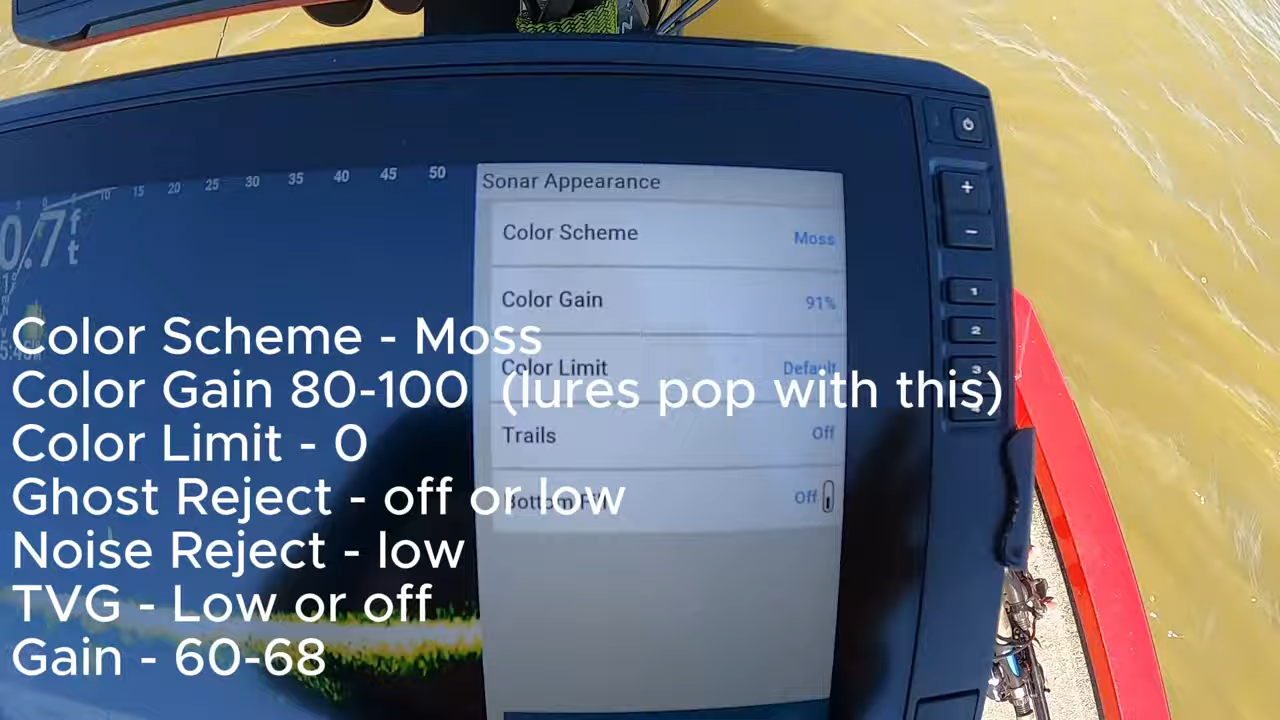 10 15 20 25 30 35 40 45 50
0.7 ft
Sonar Appearance
Color Scheme Moss
Color Gain 91%
Color Limit Default
Trails Off
Bottom Fill Off
+
-
1
2
3
Color Scheme - Moss
Color Gain 80-100 (lures pop with this)
Color Limit - 0
Ghost Reject - off or low
Noise Reject - low
TVG - Low or off
Gain - 60-68